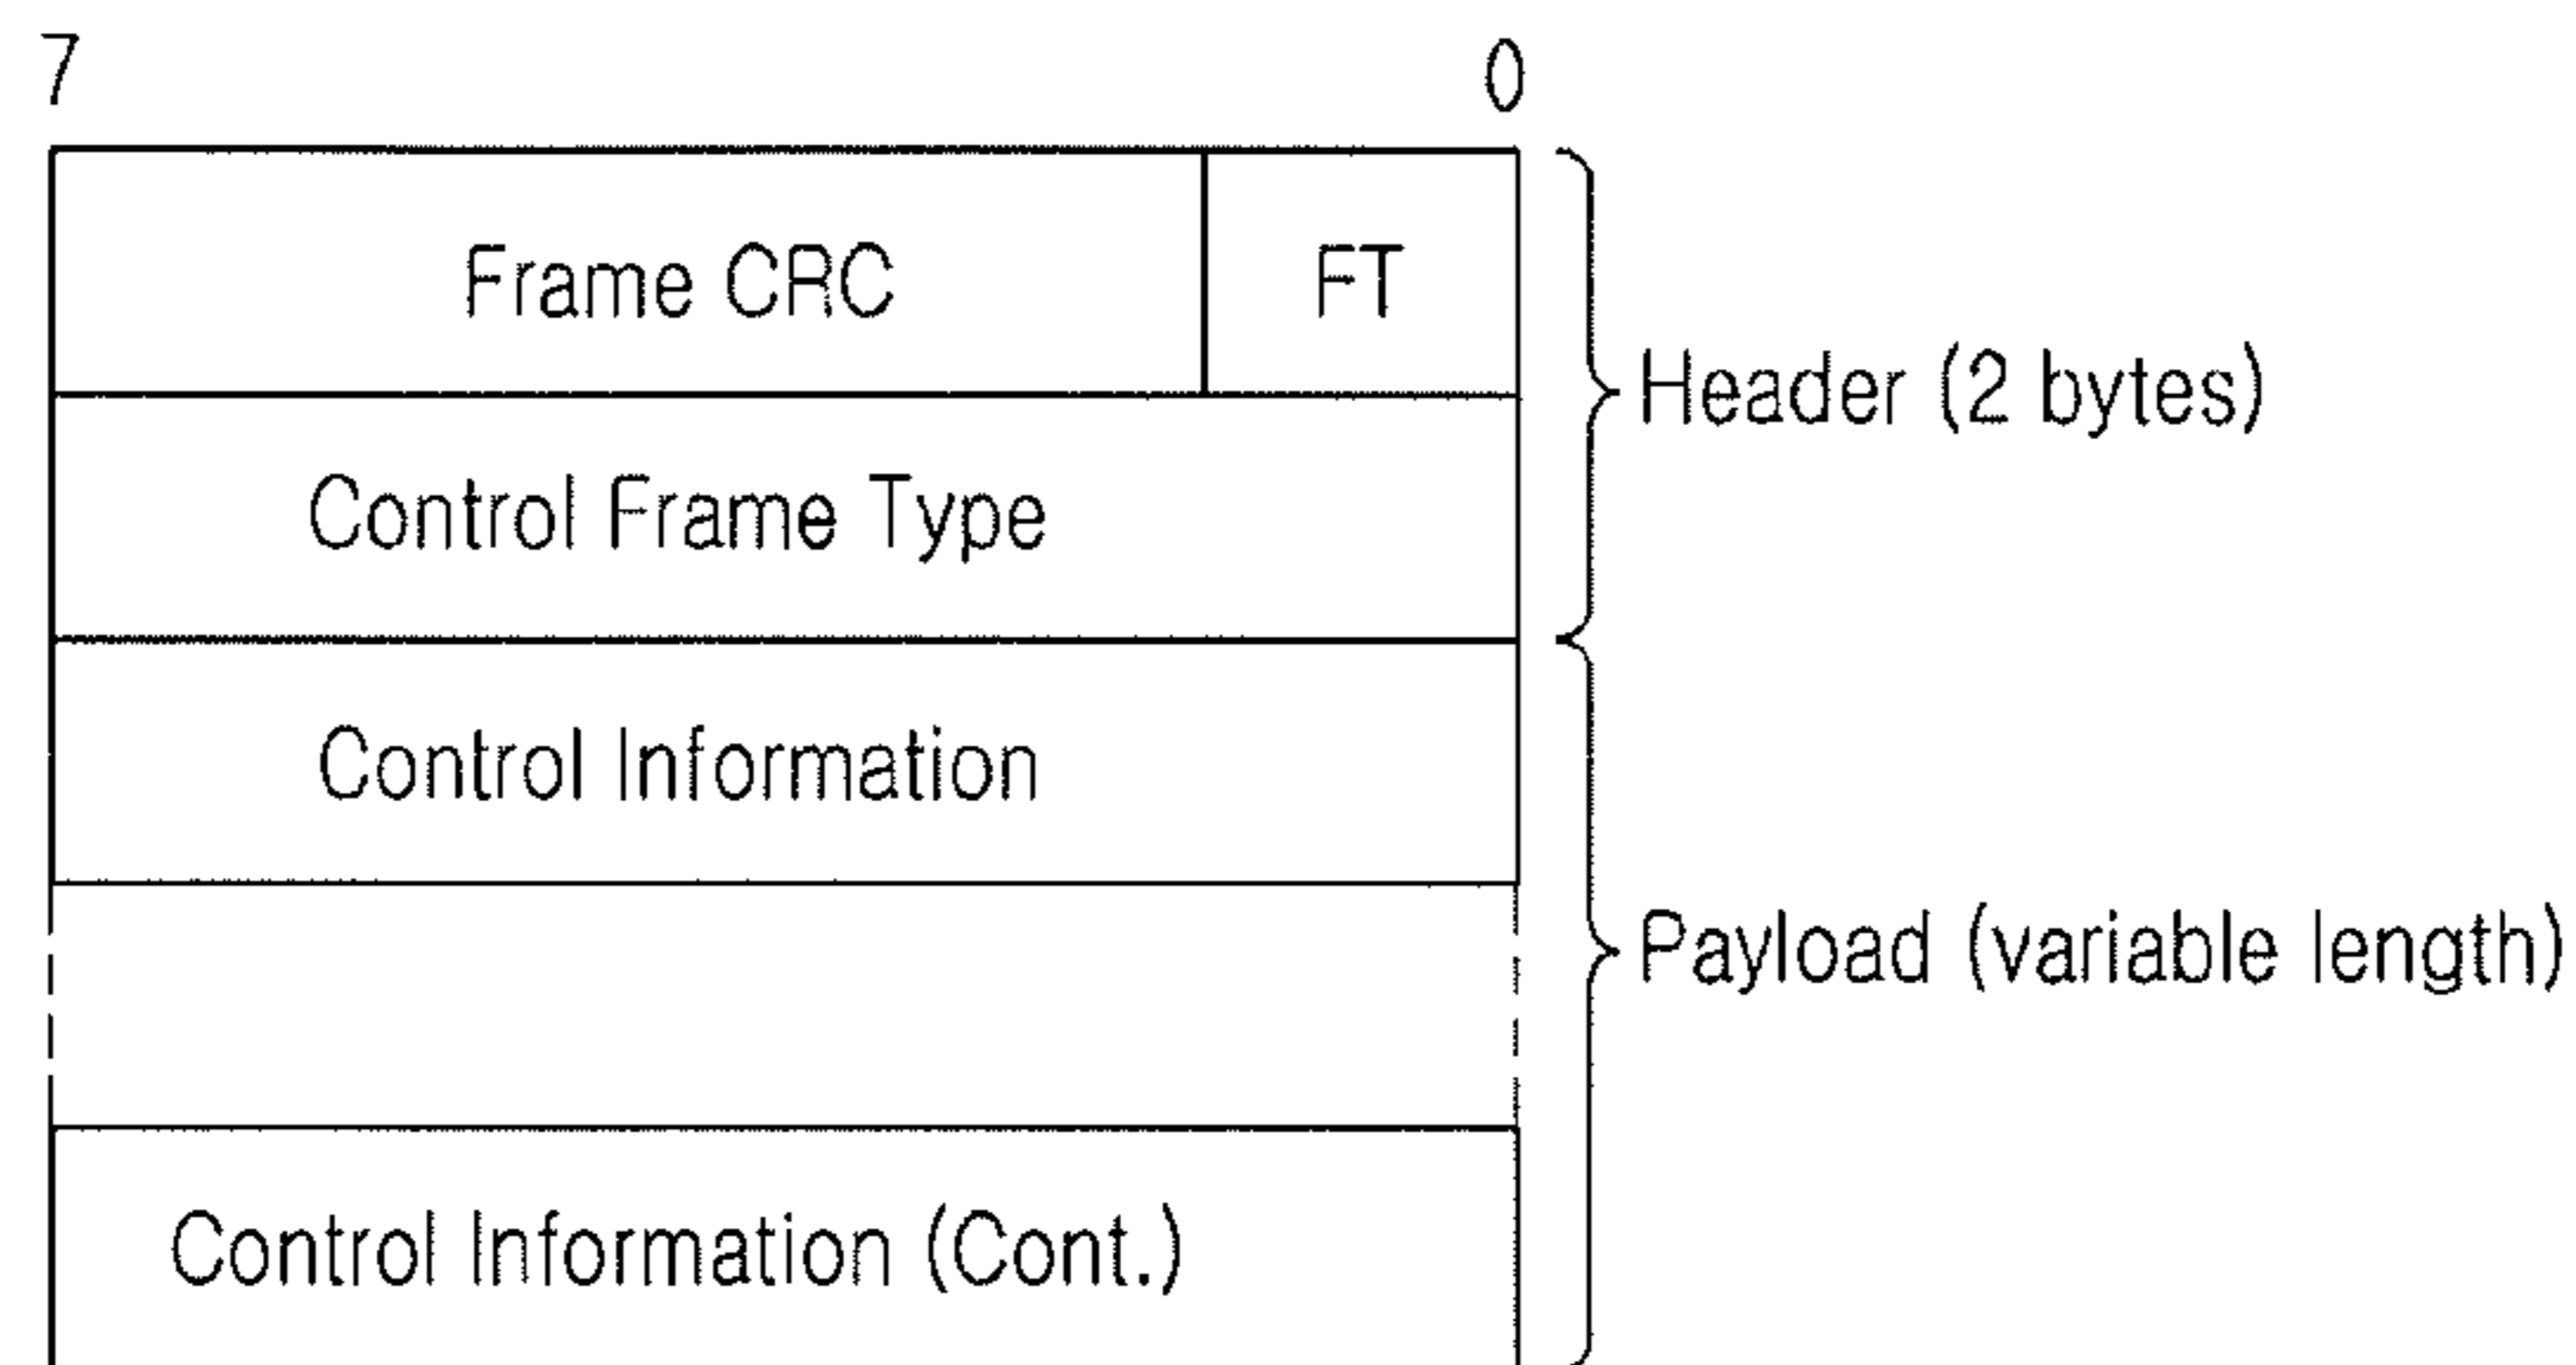 7 0
Frame CRC FT
Header (2 bytes)
Control Frame Type
Control Information
Payload (variable length)
Control Information (Cont.)